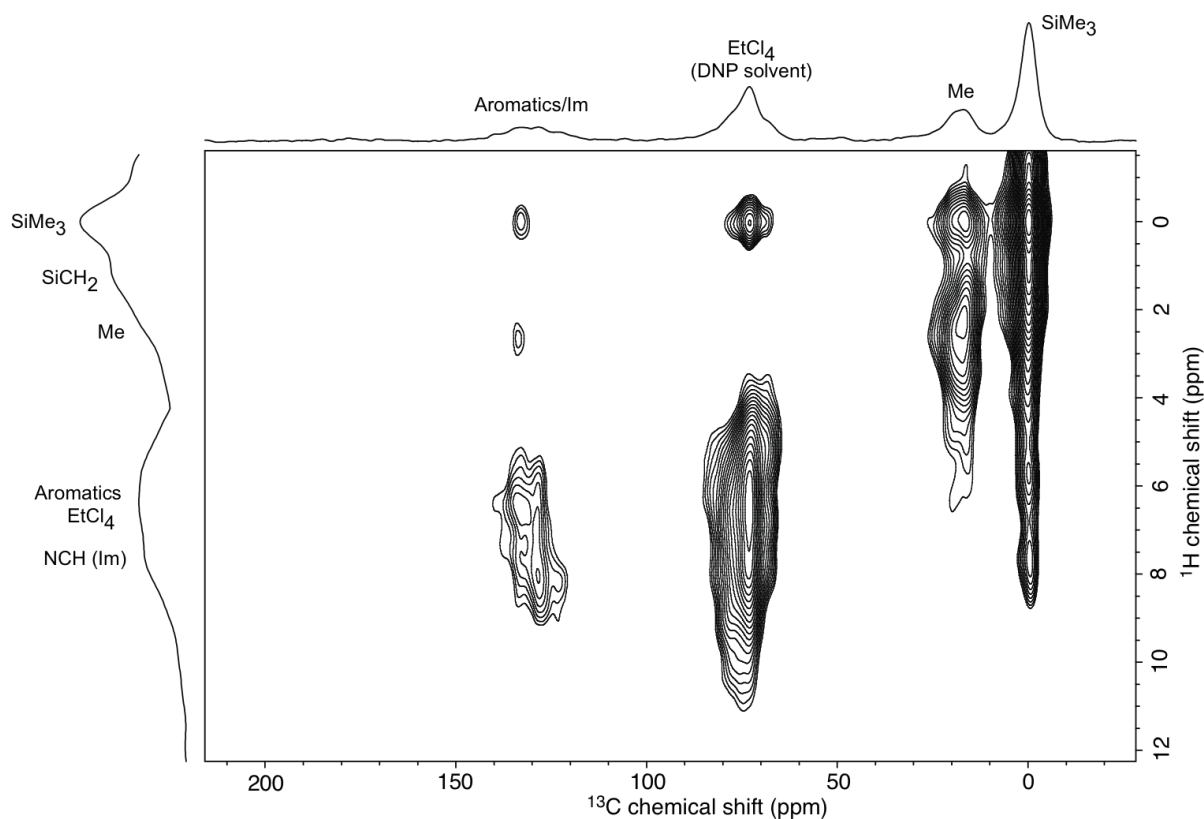 SiMe3
EtCl4
(DNP solvent)
Me
Aromatics/Im
SiMe3
SiCH2
Me
Aromatics
EtCl4
NCH (Im)
0
2
4
6
8
10
12
1H chemical shift (ppm)
200
150
100
50
0
13C chemical shift (ppm)